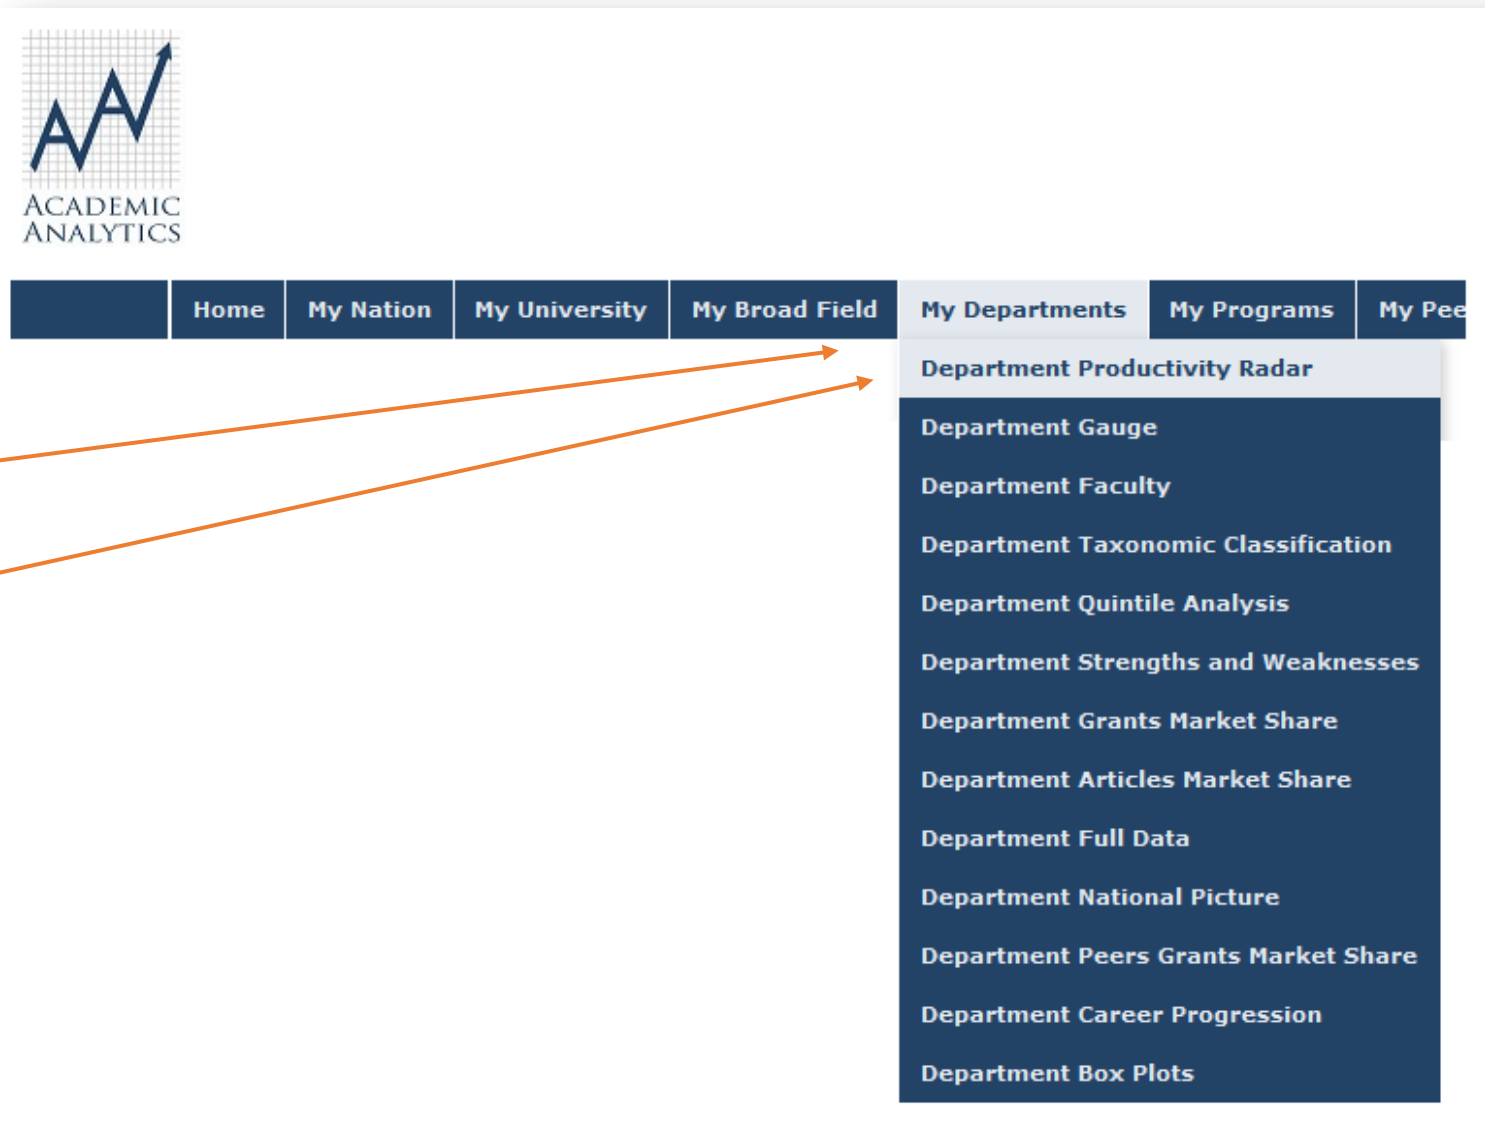 ACADEMIC
ANALYTICS
Home My Nation My University My Broad Field My Departments My Programs My Pee
Department Productivity Radar
Department Gauge
Department Faculty
Department Taxonomic Classification
Department Quintile Analysis
Department Strengths and Weaknesses
Department Grants Market Share
Department Articles Market Share
Department Full Data
Department National Picture
Department Peers Grants Market Share
Department Career Progression
Department Box Plots